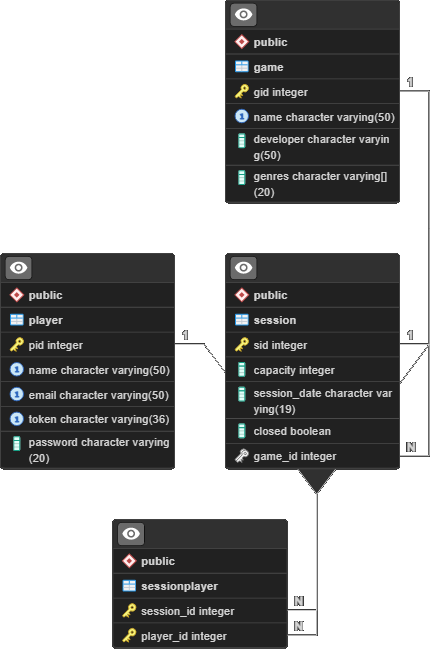 public
game
gid integer
name character varying(50)
developer character varyin
g(50)
genres character varying[]
(20)
1
public
player
pid integer
name character varying(50)
email character varying(50)
token character varying(36)
password character varying
(20)
1
public
session
sid integer
capacity integer
session_date character var
ying(19)
closed boolean
game_id integer
1
N
public
sessionplayer
session_id integer
player_id integer
N
N